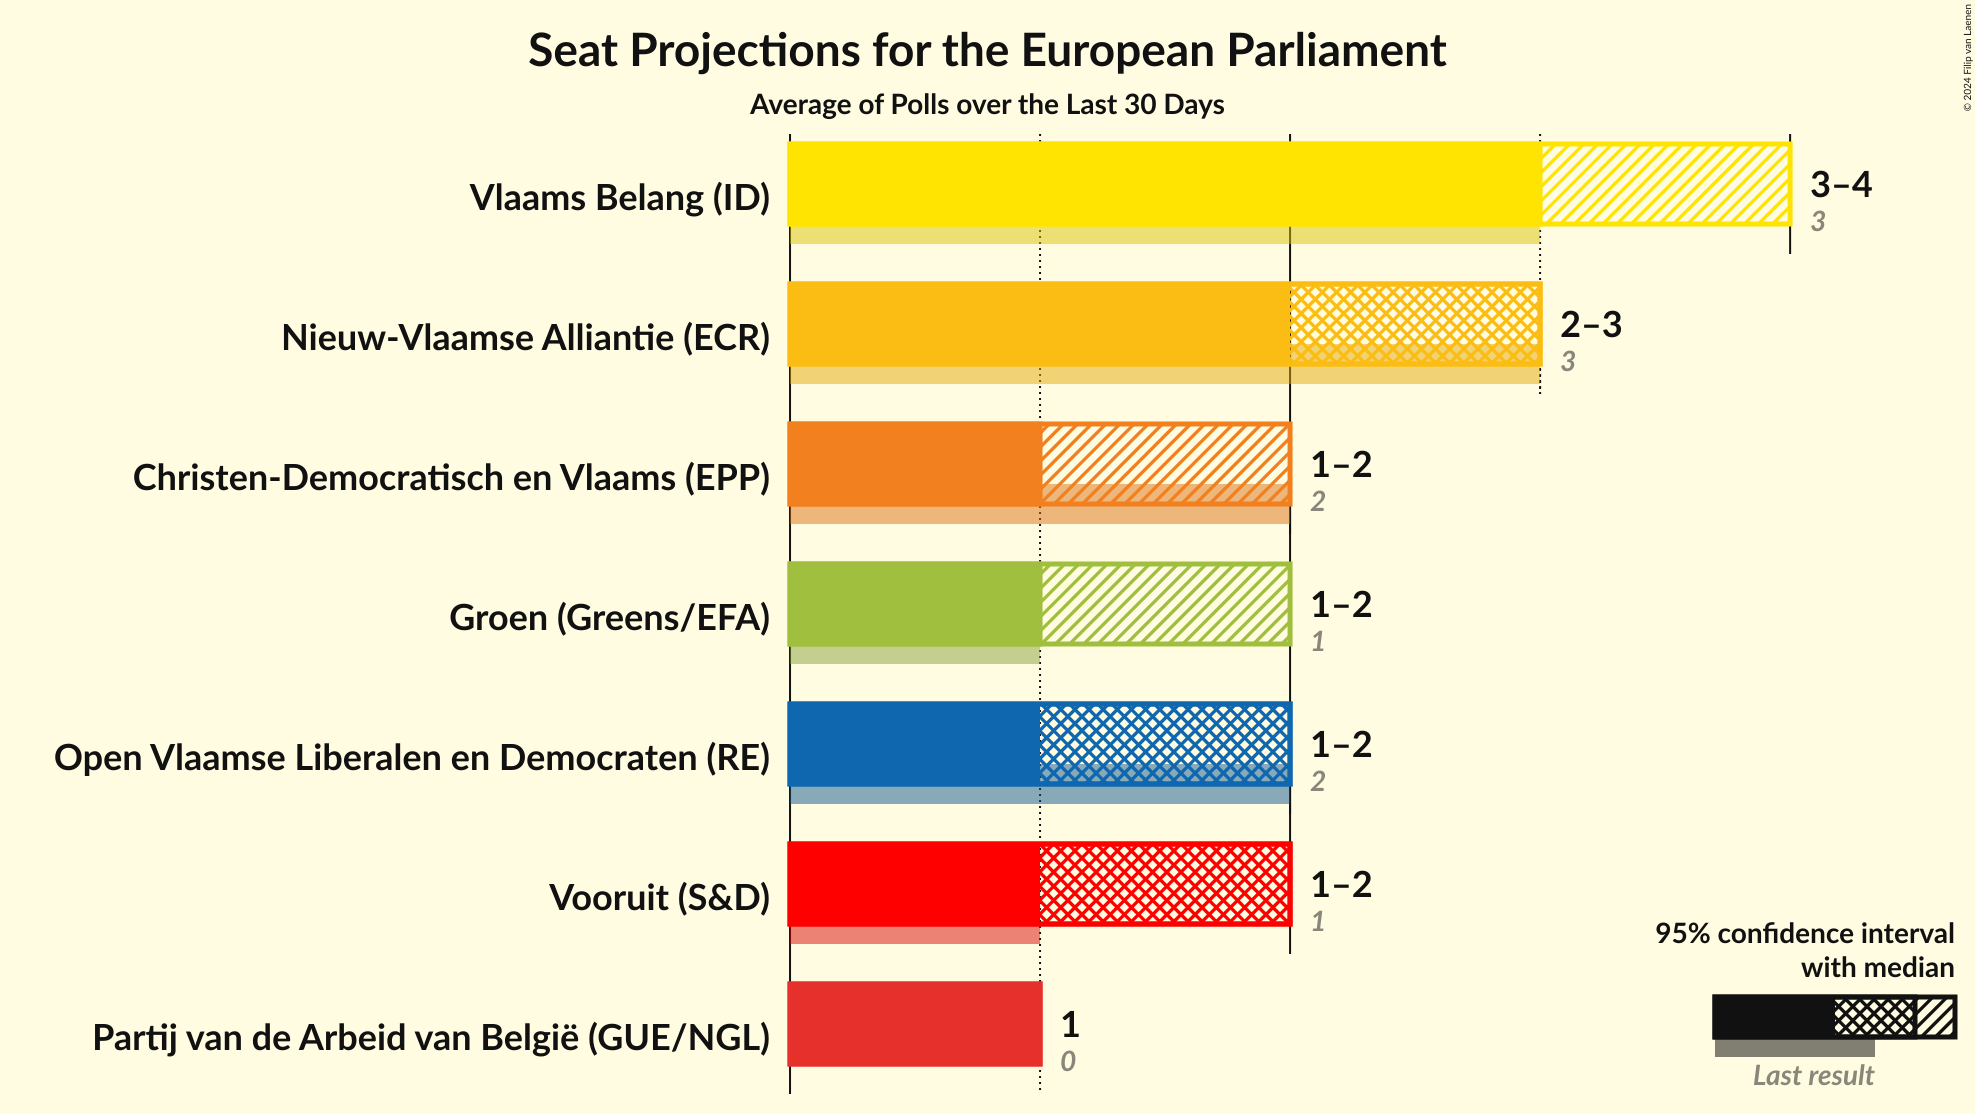 Seat Projections for the European Parliament
Average of Polls over the Last 30 Days
© 2024 Filip van Laenen
Vlaams Belang (ID)
3–4
3
Nieuw-Vlaamse Alliantie (ECR)
2–3
3
Christen-Democratisch en Vlaams (EPP)
1–2
2
Groen (Greens/EFA)
1–2
1
Open Vlaamse Liberalen en Democraten (RE)
1–2
2
Vooruit (S&D)
1–2
1
Partij van de Arbeid van België (GUE/NGL)
1
0
95% confidence interval
with median
Last result